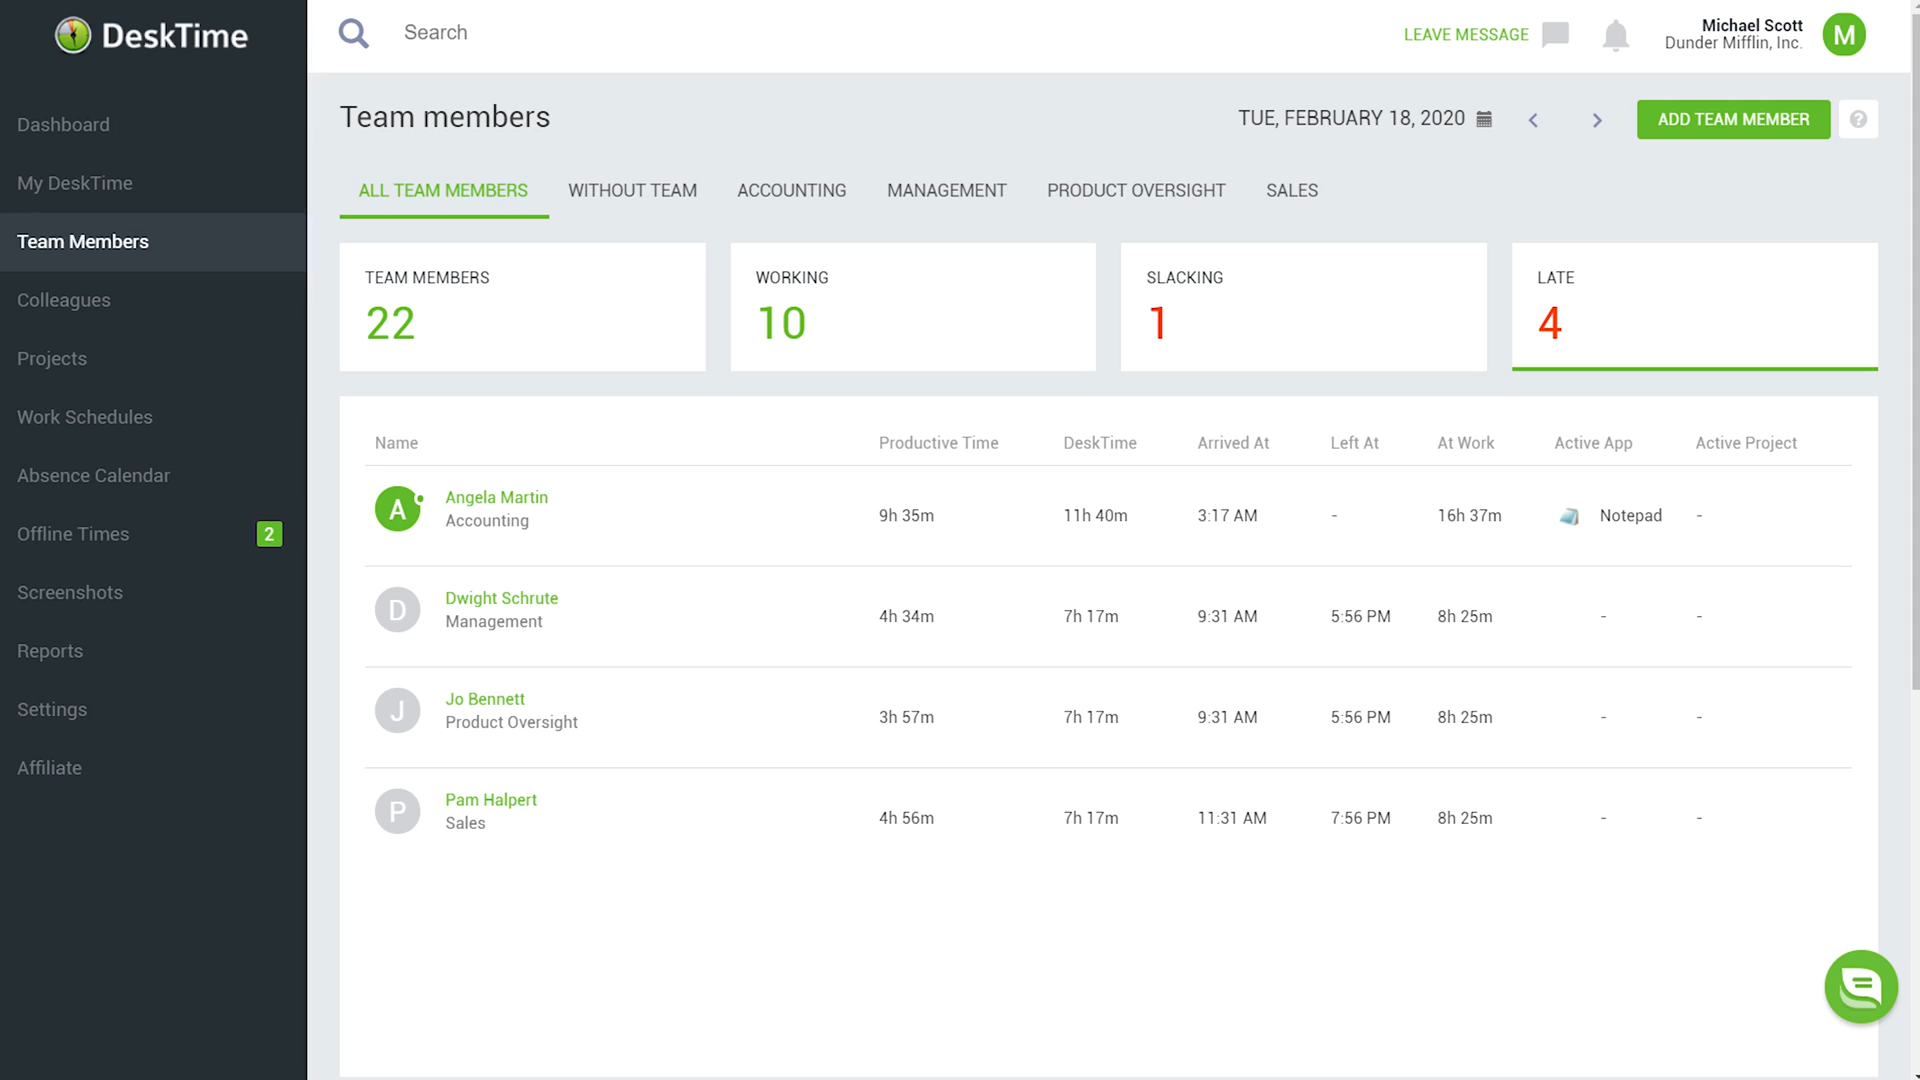 DeskTime
Search
LEAVE MESSAGE
Michael Scott
Dunder Mifflin, Inc.
M
Dashboard
My DeskTime
Team Members
Colleagues
Projects
Work Schedules
Absence Calendar
Offline Times 2
Screenshots
Reports
Settings
Affiliate
Team members
TUE, FEBRUARY 18, 2020
ADD TEAM MEMBER ?
ALL TEAM MEMBERS WITHOUT TEAM ACCOUNTING MANAGEMENT PRODUCT OVERSIGHT SALES
TEAM MEMBERS
22
WORKING
10
SLACKING
1
LATE
4
Name Productive Time DeskTime Arrived At Left At At Work Active App Active Project
A
Angela Martin
Accounting
9h 35m 11h 40m 3:17 AM - 16h 37m Notepad -
D
Dwight Schrute
Management
4h 34m 7h 17m 9:31 AM 5:56 PM 8h 25m - -
J
Jo Bennett
Product Oversight
3h 57m 7h 17m 9:31 AM 5:56 PM 8h 25m - -
P
Pam Halpert
Sales
4h 56m 7h 17m 11:31 AM 7:56 PM 8h 25m - -